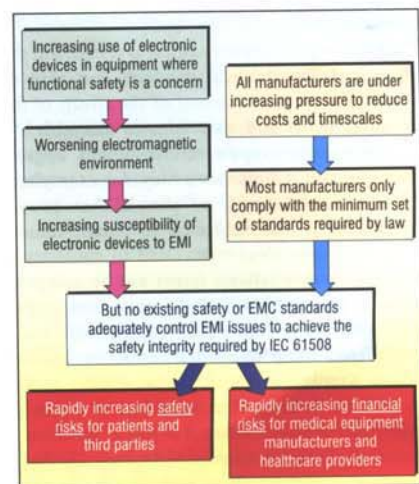 Increasing use of electronic
devices in equipment where
functional safety is a concern
Worsening electromagnetic
environment
Increasing susceptibility of
electronic devices to EMI
All manufacturers are under
increasing pressure to reduce
costs and timescales
Most manufacturers only
comply with the minimum set
of standards required by law
But no existing safety or EMC standards
adequately control EMI issues to achieve the
safety integrity required by IEC 61508
Rapidly increasing safety
risks for patients and
third parties
Rapidly increasing financial
risks for medical equipment
manufacturers and
healthcare providers